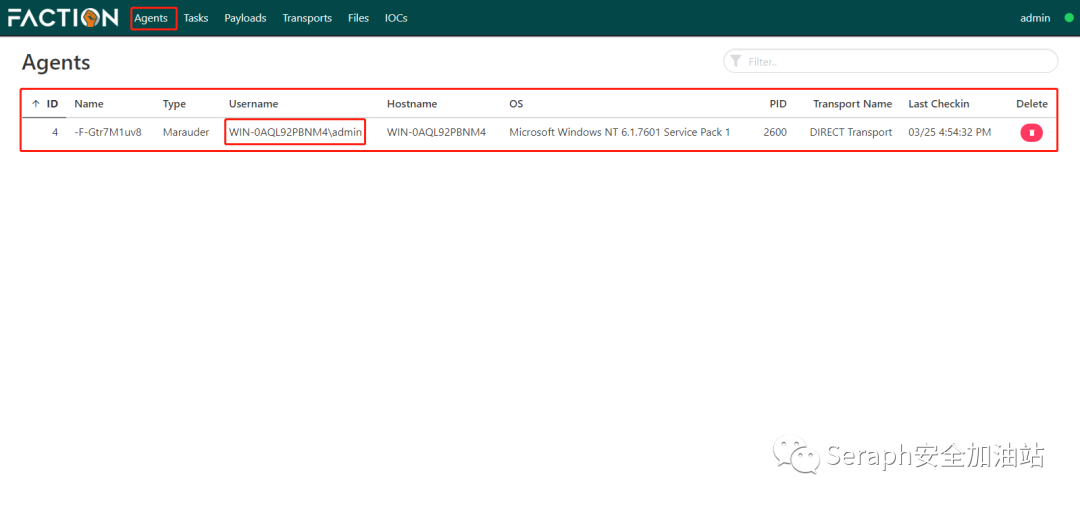 FACTION Agents Tasks Payloads Transports Files IOCs admin
Agents
Filter..
ID Name Type Username Hostname OS PID Transport Name Last Checkin Delete
4 -F-Gtr7M1uv8 Marauder WIN-0AQL92PBNM4\admin WIN-0AQL92PBNM4 Microsoft Windows NT 6.1.7601 Service Pack 1 2600 DIRECT Transport 03/25 4:54:32 PM
Seraph安全加油站